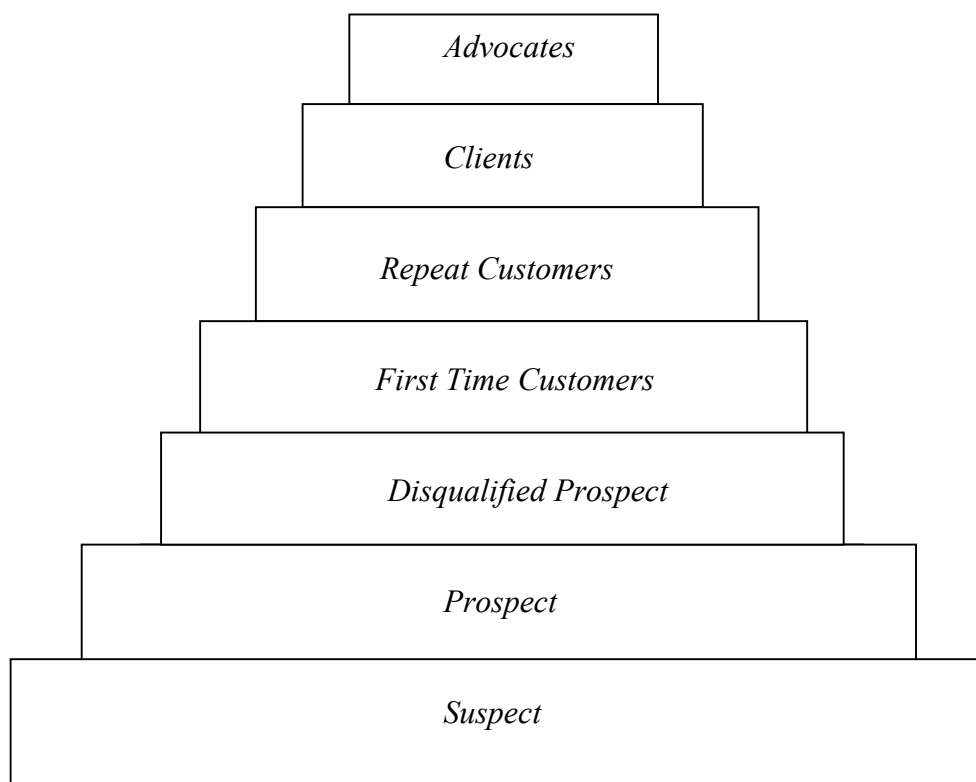 Advocates
Clients
Repeat Customers
First Time Customers
Disqualified Prospect
Prospect
Suspect